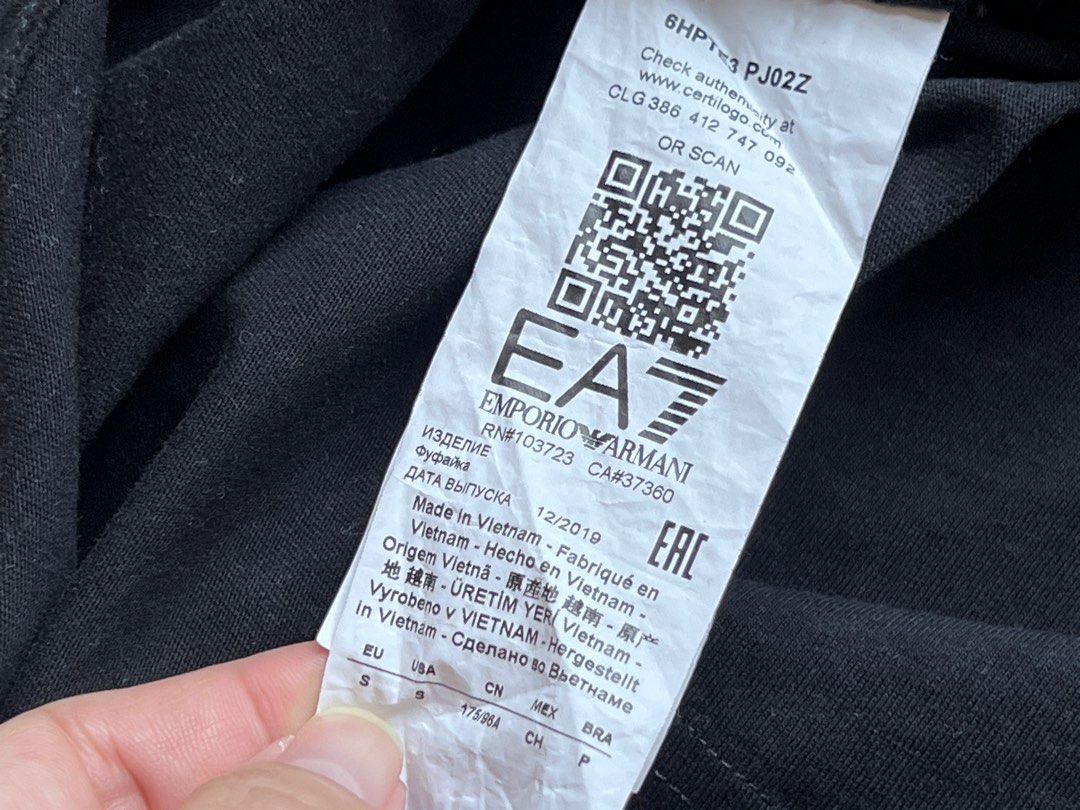 PJ02Z
Check authenticity at
www.certilogo.com
CLG 386 412 747 092
OR SCAN
EA7
EMPORIO ARMANI
RN#103723 CA#37360
ИЗДЕЛИЕ
Фуфайка
ДАТА ВЫПУСКА 12/2019
EAC
Made in Vietnam - Fabriqué en
Vietnam - Hecho en Vietnam -
Origem Vietnã - 原産地 越南 - 原产
地 越南 - ÜRETİM YERİ Vietnam -
Vyrobeno v VIETNAM - Hergestellt
in Vietnam - Сделано во Вьетнаме
EU USA CN MEX BRA
S S 175/96A CH P